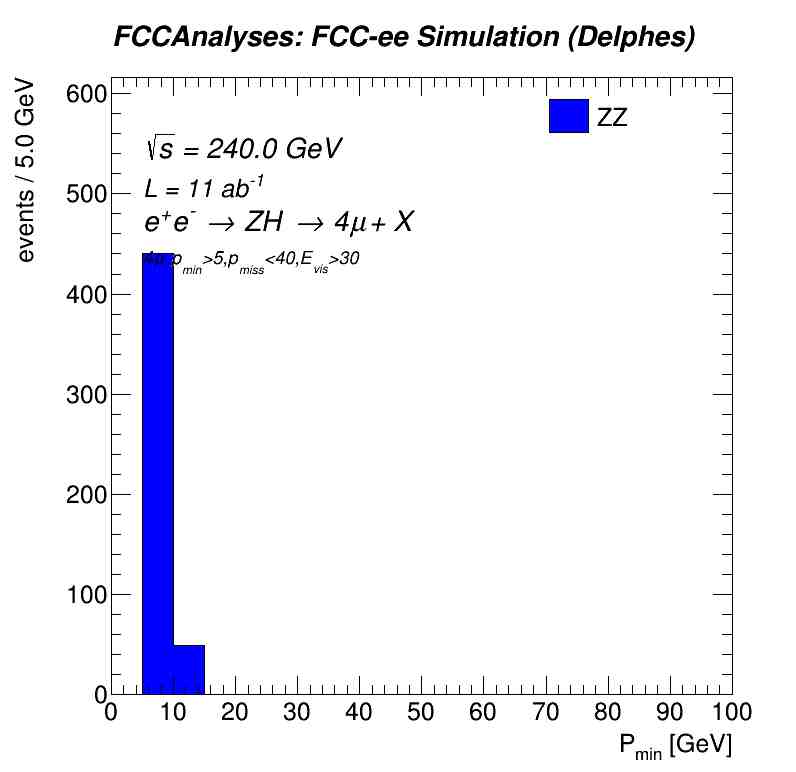 FCCAnalyses: FCC-ee Simulation (Delphes)
events / 5.0 GeV
600
500
400
300
200
100
0
ZZ
√s = 240.0 GeV
L = 11 ab⁻¹
e⁺e⁻ → ZH → 4μ + X
p_min>5,p_miss<40,E_vis>30
0 10 20 30 40 50 60 70 80 90 100
P_min [GeV]